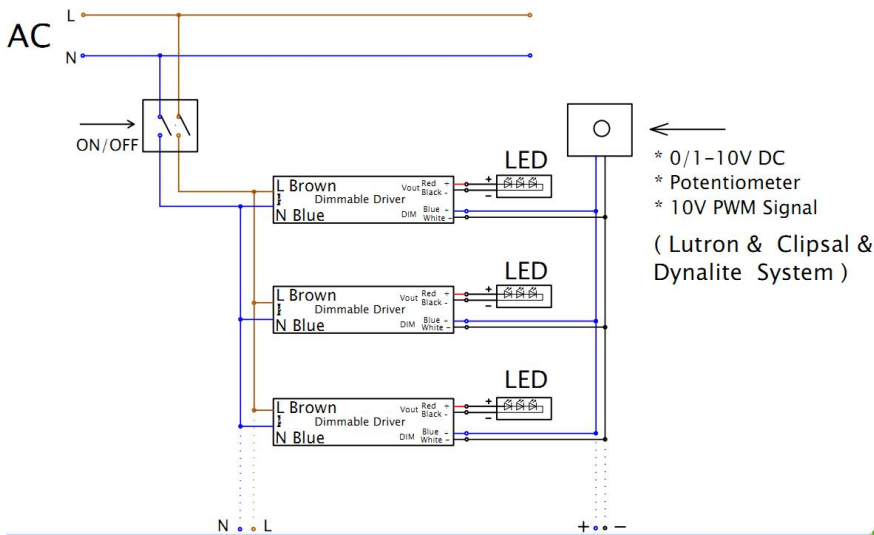 L
AC
N
ON/OFF
LED
* 0/1-10V DC
* Potentiometer
* 10V PWM Signal
( Lutron & Clipsal &
Dynalite System )
L Brown
Dimmable Driver
N Blue
Vout Red +
Black -
DIM Blue +
White -
+
-
LED
L Brown
Dimmable Driver
N Blue
Vout Red +
Black -
DIM Blue -
White -
+
-
LED
L Brown
Dimmable Driver
N Blue
Vout Red +
Black -
DIM Blue -
White -
+
-
N L
+ -